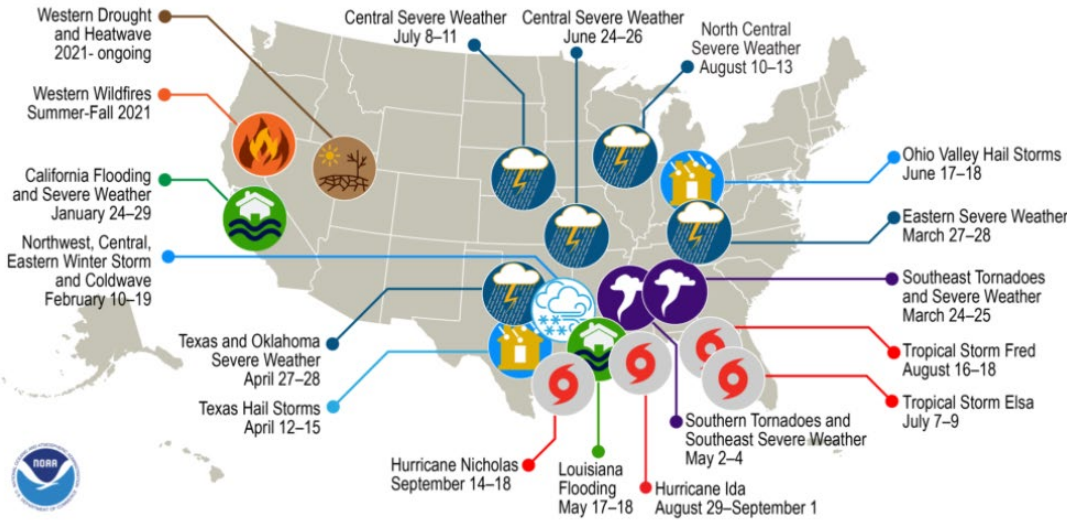 Western Drought
and Heatwave
2021- ongoing
Western Wildfires
Summer-Fall 2021
California Flooding
and Severe Weather
January 24–29
Northwest, Central,
Eastern Winter Storm
and Coldwave
February 10–19
Texas and Oklahoma
Severe Weather
April 27–28
Texas Hail Storms
April 12–15
Central Severe Weather
July 8–11
Central Severe Weather
June 24–26
North Central
Severe Weather
August 10–13
Ohio Valley Hail Storms
June 17–18
Eastern Severe Weather
March 27–28
Southeast Tornadoes
and Severe Weather
March 24–25
Tropical Storm Fred
August 16–18
Tropical Storm Elsa
July 7–9
Southern Tornadoes and
Southeast Severe Weather
May 2–4
Hurricane Nicholas
September 14–18
Louisiana
Flooding
May 17–18
Hurricane Ida
August 29–September 1
NOAA